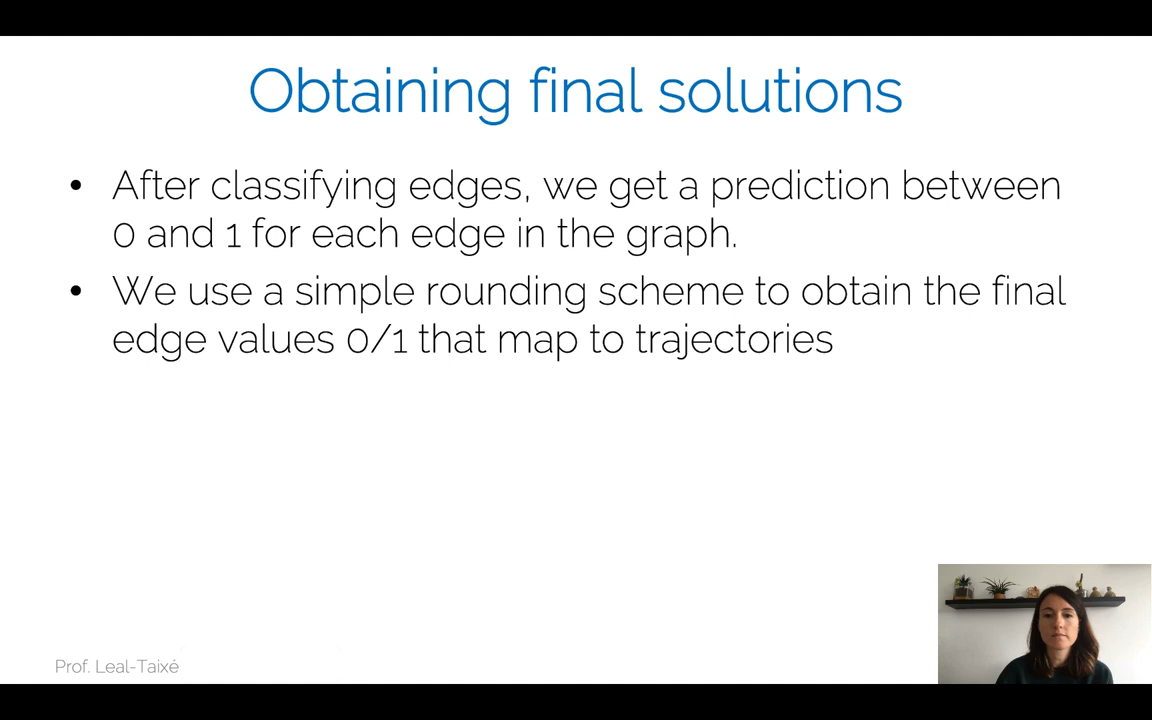 Obtaining final solutions
• After classifying edges, we get a prediction between
0 and 1 for each edge in the graph.
• We use a simple rounding scheme to obtain the final
edge values 0/1 that map to trajectories
Prof. Leal-Taixé